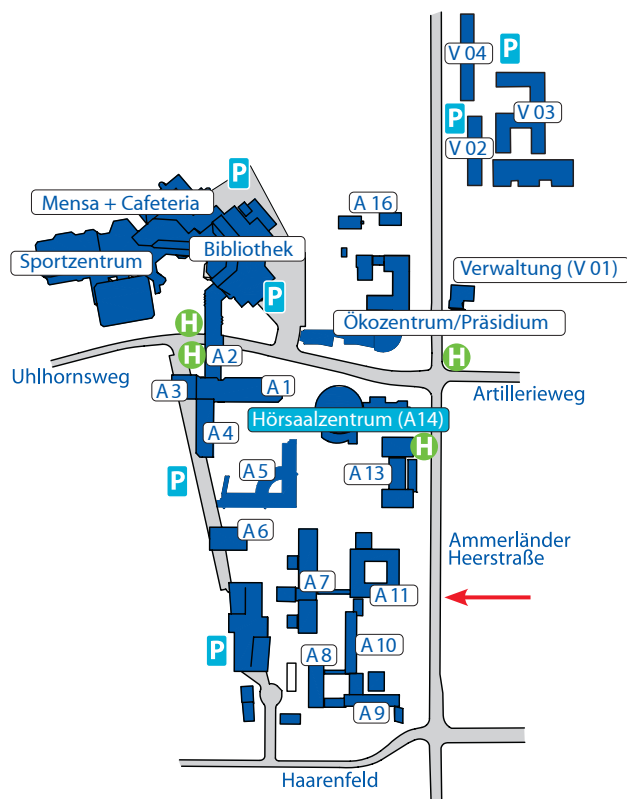 V 04
P
P
V 03
V 02
P
Mensa + Cafeteria
A 16
Bibliothek
Sportzentrum
Verwaltung (V 01)
P
H
Ökozentrum/Präsidium
H
A 2
H
Uhlhornsweg
A 3
A 1
Artillerieweg
Hörsaalzentrum (A14)
A 4
H
A 5
A 13
P
A 6
Ammerländer
Heerstraße
A 7
A 11
P
A 8
A 10
A 9
Haarenfeld